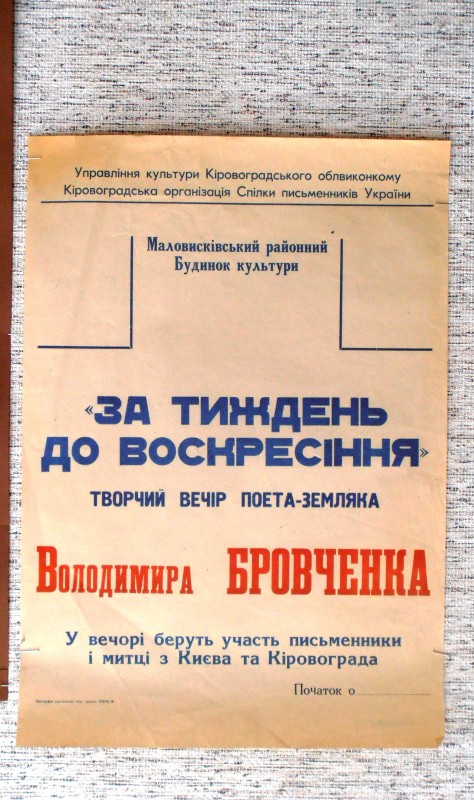 Управління культури Кіровоградського облвиконкому
Кіровоградська організація Спілки письменників України
Маловисківський районний
Будинок культури
«ЗА ТИЖДЕНЬ
ДО ВОСКРЕСІННЯ»
ТВОРЧИЙ ВЕЧІР ПОЕТА-ЗЕМЛЯКА
ВОЛОДИМИРА БРОВЧЕНКА
У вечорі беруть участь письменники
і митці з Києва та Кіровограда
Початок о